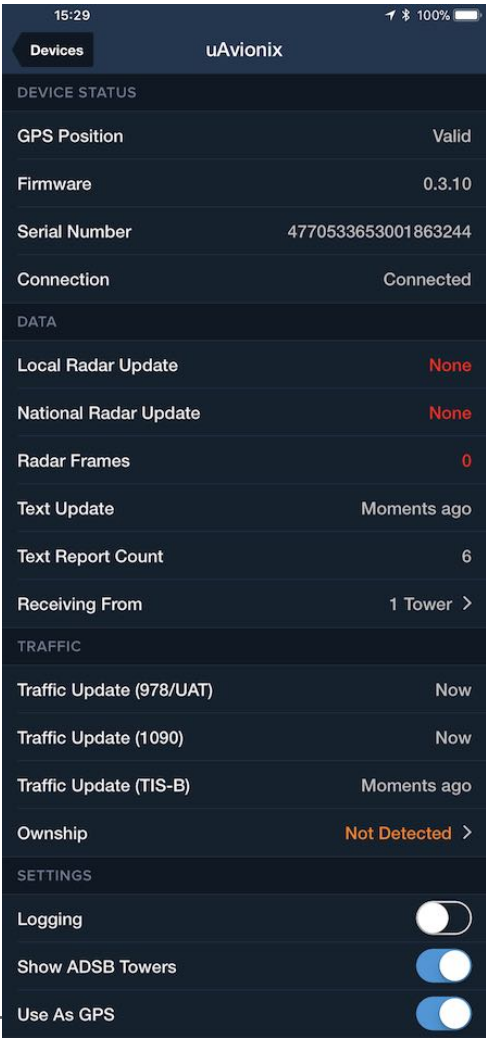 15:29 100%
Devices uAvionix
DEVICE STATUS
GPS Position Valid
Firmware 0.3.10
Serial Number 4770533653001863244
Connection Connected
DATA
Local Radar Update None
National Radar Update None
Radar Frames 0
Text Update Moments ago
Text Report Count 6
Receiving From 1 Tower >
TRAFFIC
Traffic Update (978/UAT) Now
Traffic Update (1090) Now
Traffic Update (TIS-B) Moments ago
Ownship Not Detected >
SETTINGS
Logging
Show ADSB Towers
Use As GPS